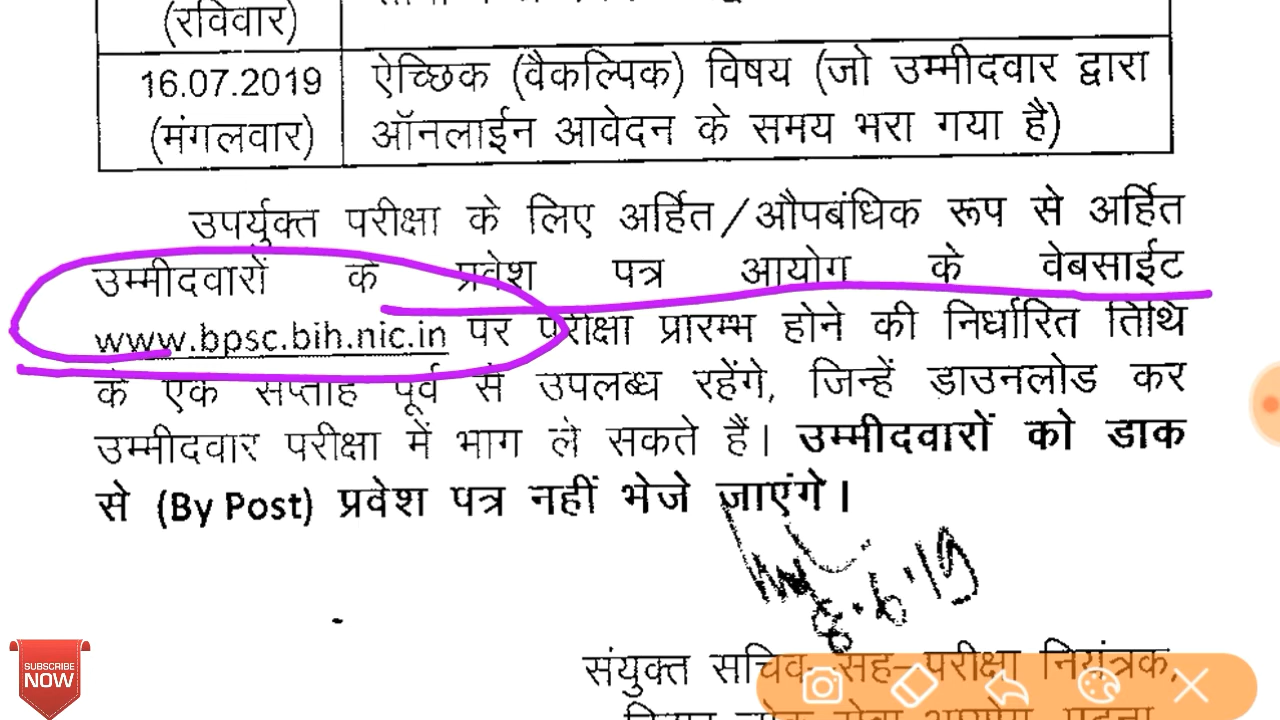 (रविवार)
16.07.2019 ऐच्छिक (वैकल्पिक) विषय (जो उम्मीदवार द्वारा
(मंगलवार) ऑनलाईन आवेदन के समय भरा गया है)
उपर्युक्त परीक्षा के लिए अर्हित/औपबंधिक रूप से अर्हित
उम्मीदवारों के प्रवेश पत्र आयोग के वेबसाईट
www.bpsc.bih.nic.in पर परीक्षा प्रारम्भ होने की निर्धारित तिथि
के एक सप्ताह पूर्व से उपलब्ध रहेंगे, जिन्हें डाउनलोड कर
उम्मीदवार परीक्षा में भाग ले सकते हैं। उम्मीदवारों को डाक
से (By Post) प्रवेश पत्र नहीं भेजे जाएंगे।
8.6.19
संयुक्त सचिव-सह-परीक्षा नियंत्रक,
SUBSCRIBE
NOW